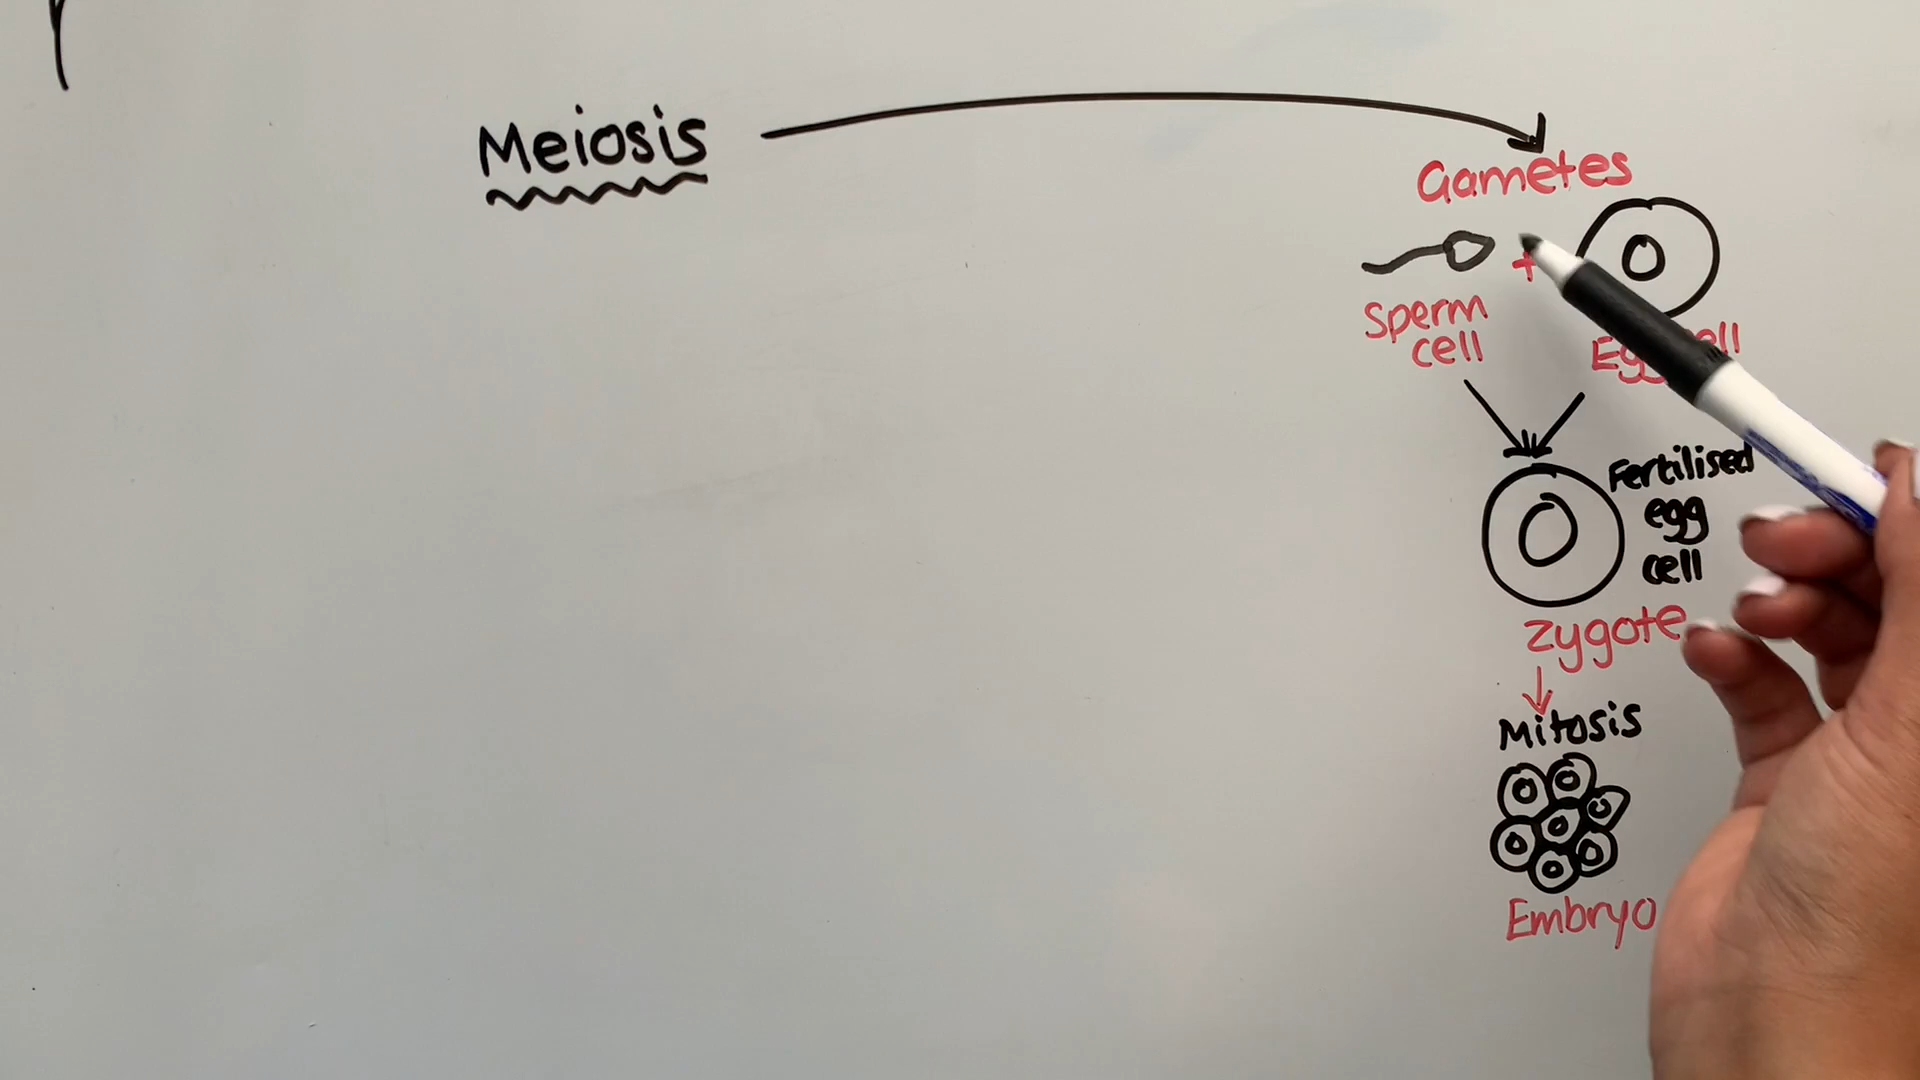 Meiosis
Gametes
+
Sperm
cell
Fertilised
egg
cell
zygote
Mitosis
Embryo